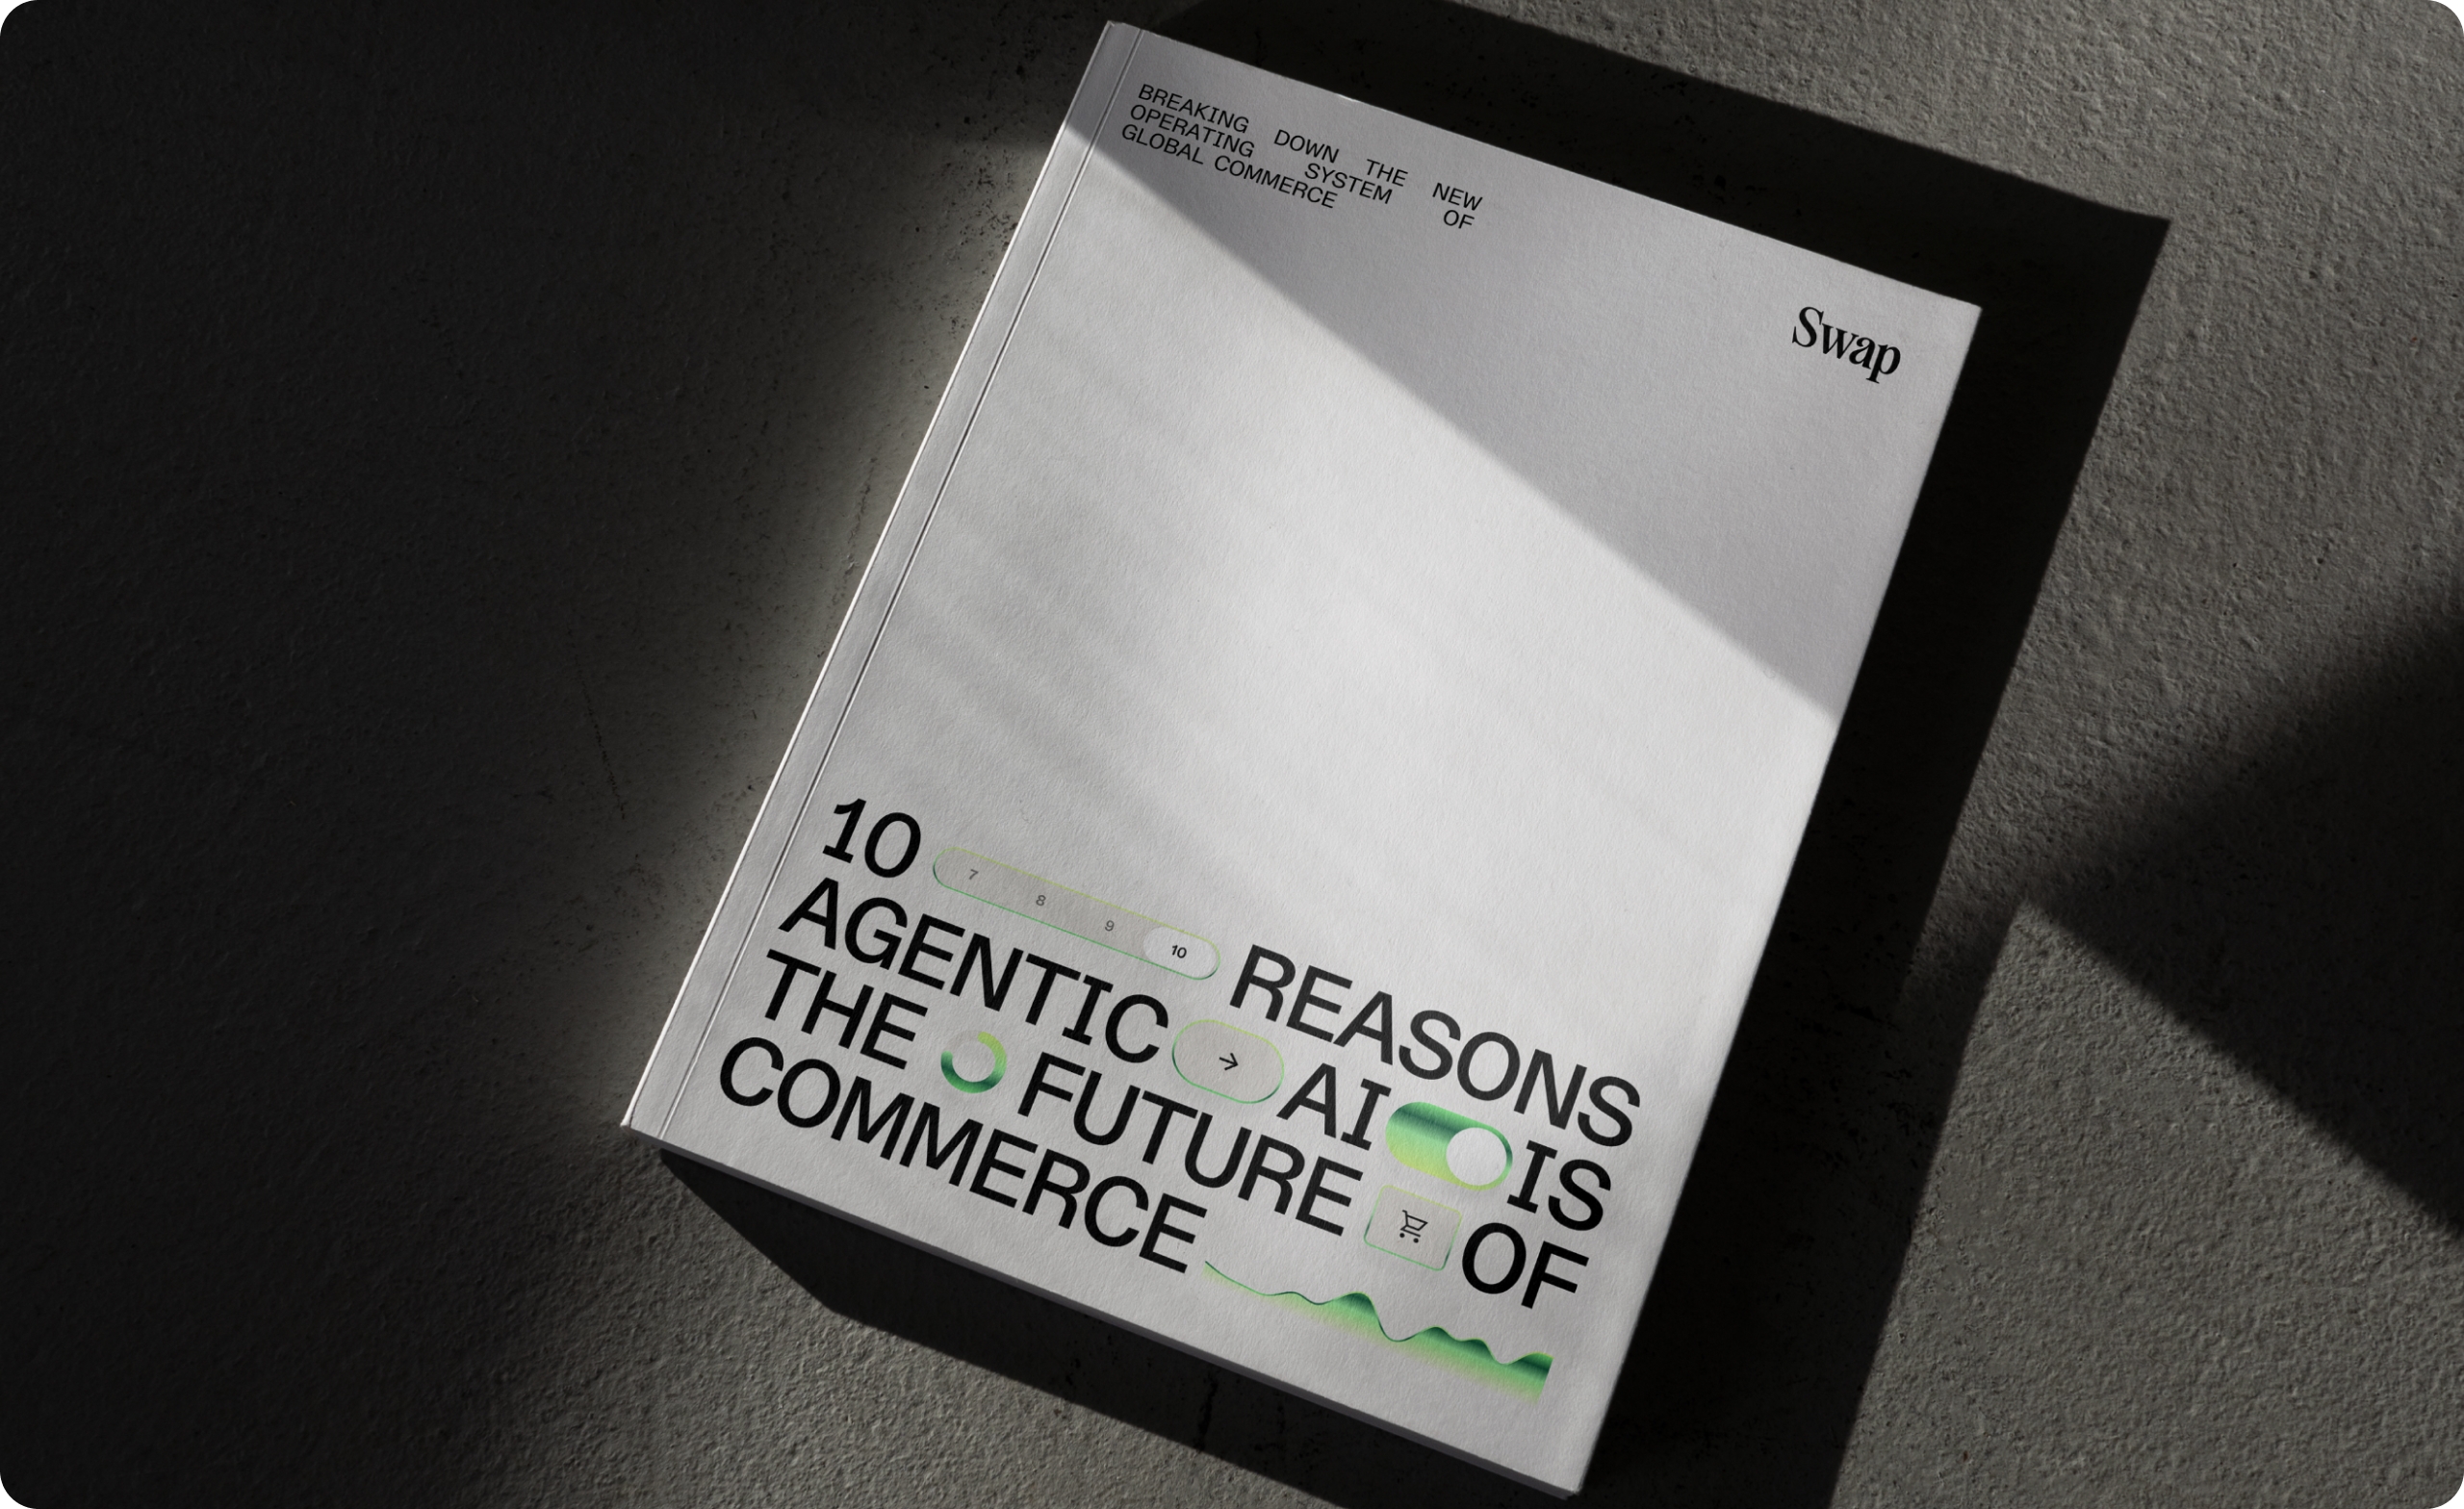 BREAKING DOWN THE NEW
OPERATING SYSTEM OF
GLOBAL COMMERCE
Swap
10 7 8 9 10 REASONS
AGENTIC → AI IS
THE FUTURE OF
COMMERCE